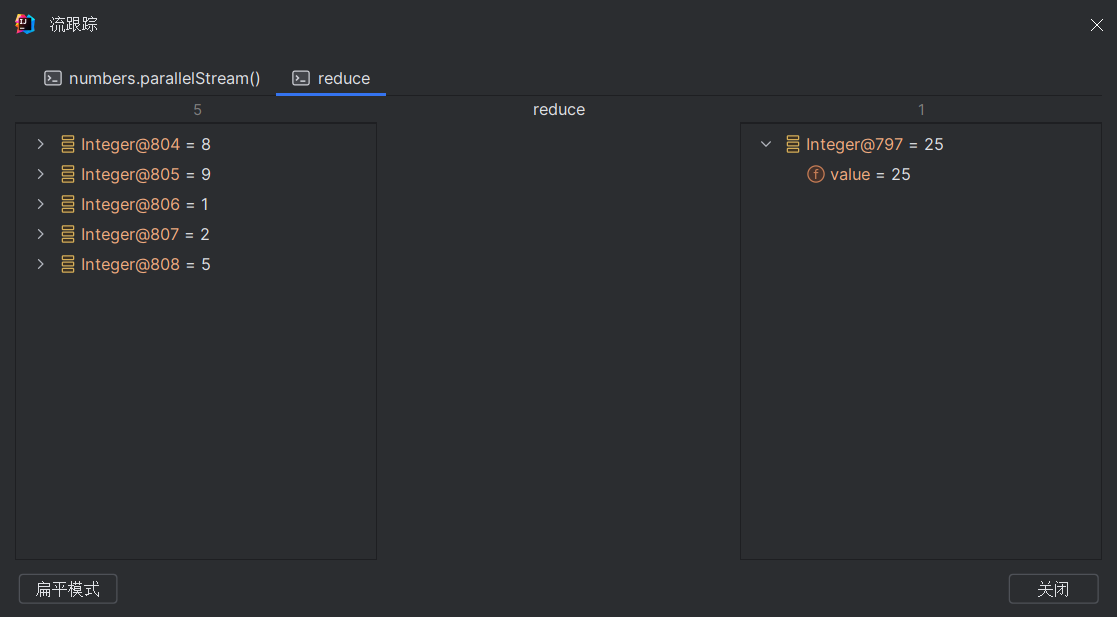 流跟踪
numbers.parallelStream() reduce
5 reduce 1
Integer@804 = 8
Integer@805 = 9
Integer@806 = 1
Integer@807 = 2
Integer@808 = 5
Integer@797 = 25
value = 25
扁平模式 关闭